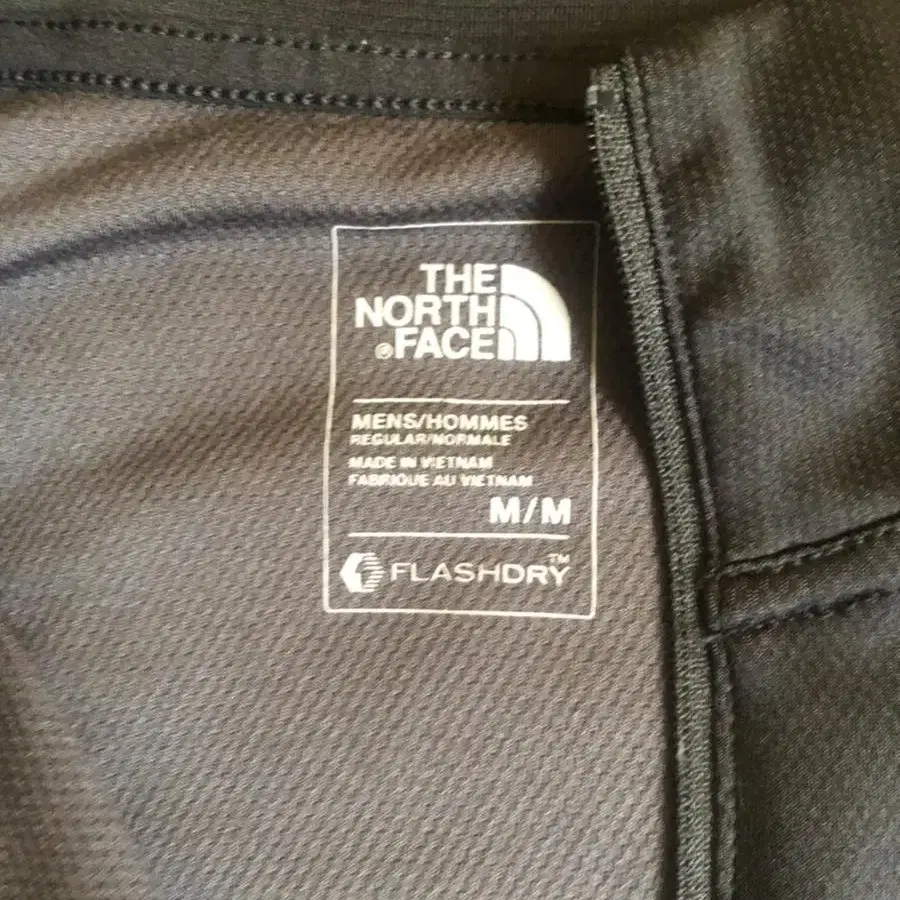 THE
NORTH
®FACE
MENS/HOMMES
REGULAR/NORMALE
MADE IN VIETNAM
FABRIQUE AU VIETNAM
M/M
FLASHDRY™